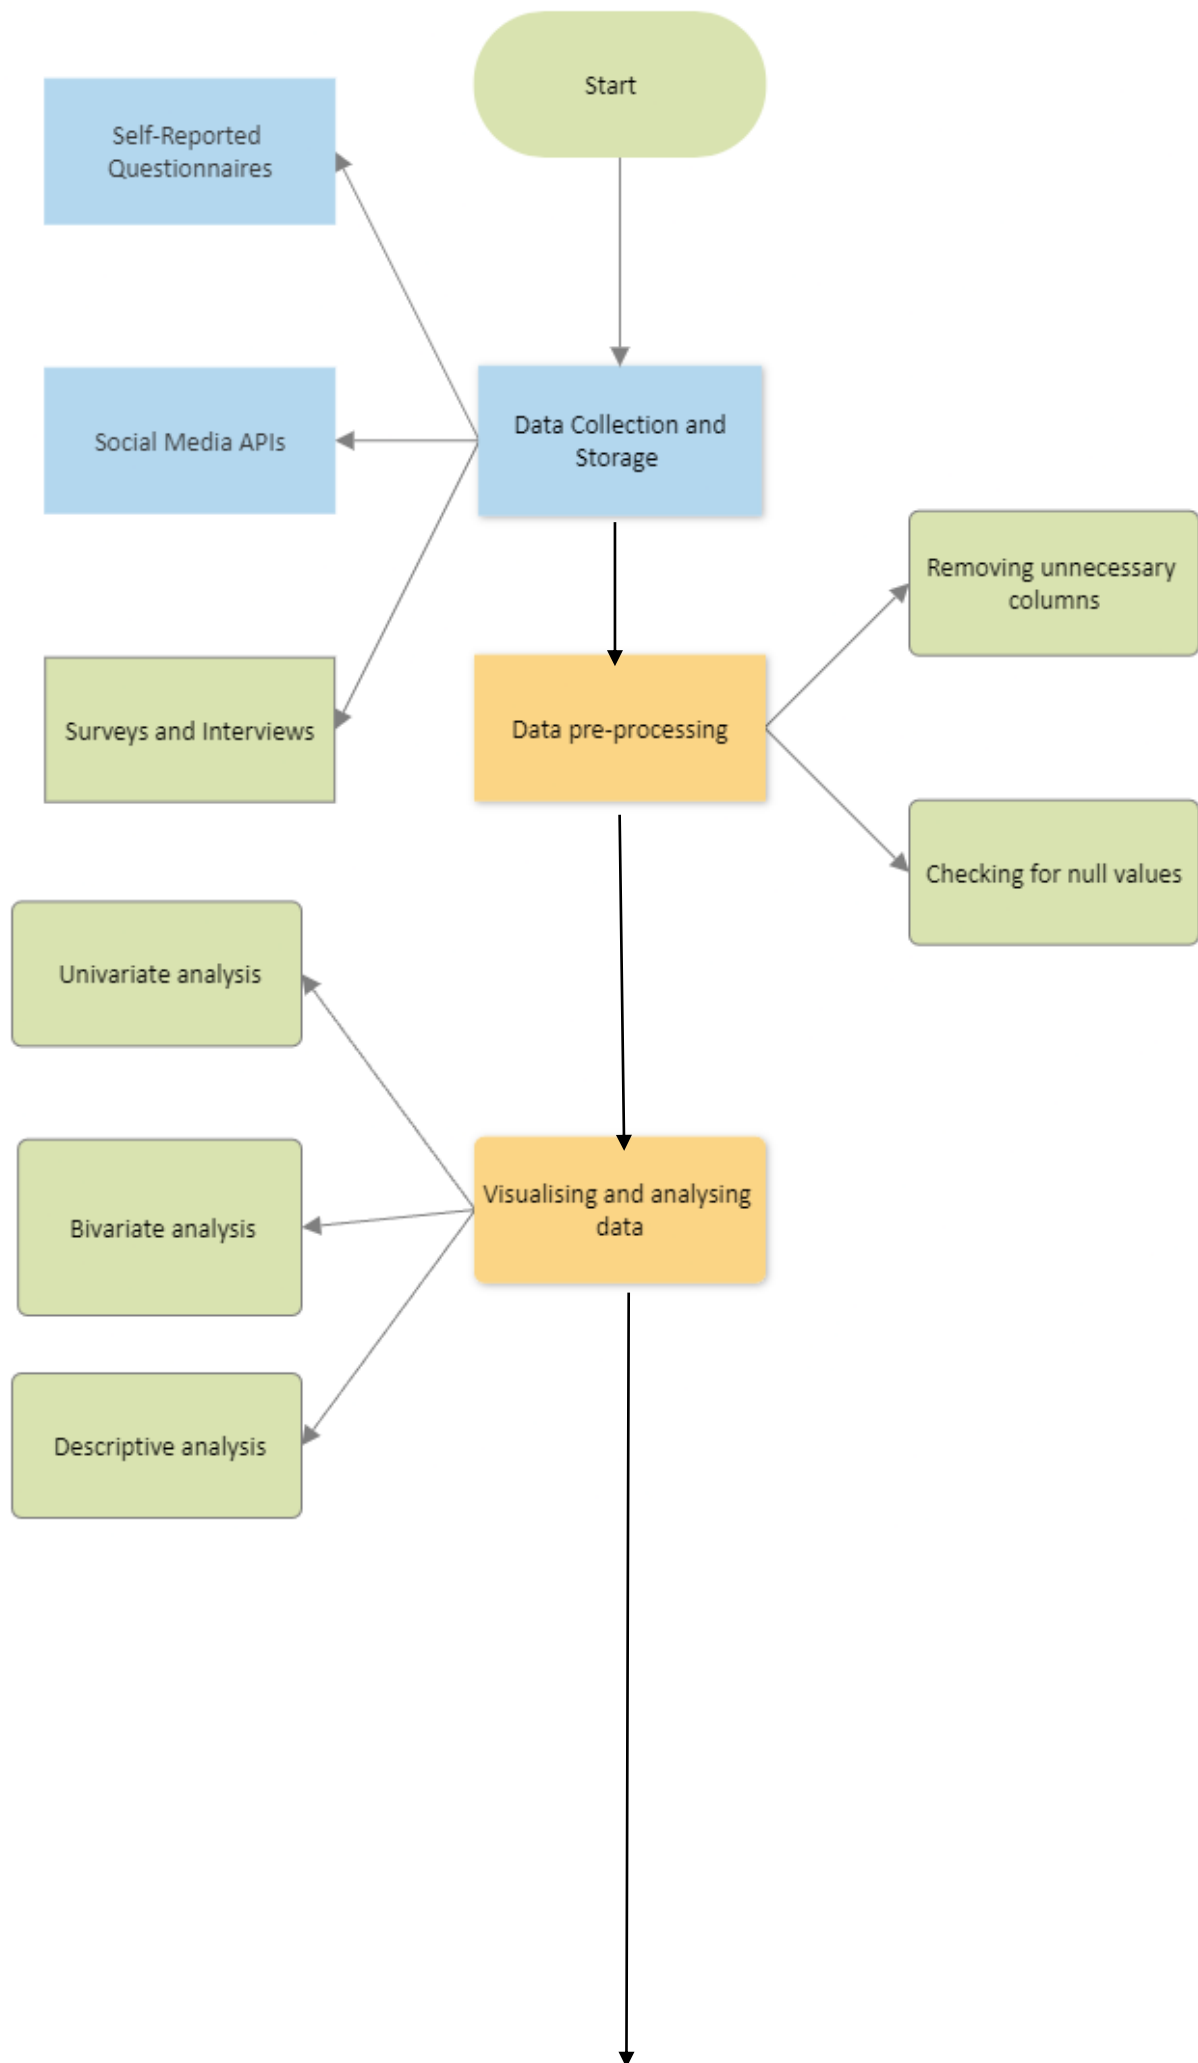 Start
Self-Reported
Questionnaires
Data Collection and
Storage
Social Media APIs
Removing unnecessary
columns
Surveys and Interviews
Data pre-processing
Checking for null values
Univariate analysis
Visualising and analysing
data
Bivariate analysis
Descriptive analysis